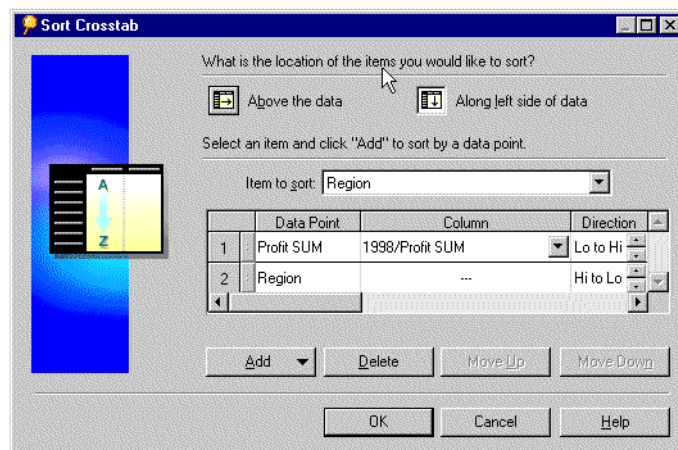 Sort Crosstab
What is the location of the items you would like to sort?
Above the data Along left side of data
Select an item and click "Add" to sort by a data point.
Item to sort: Region
Data Point Column Direction
1 Profit SUM 1998/Profit SUM Lo to Hi
2 Region --- Hi to Lo
A
Z
Add Delete Move Up Move Down
OK Cancel Help